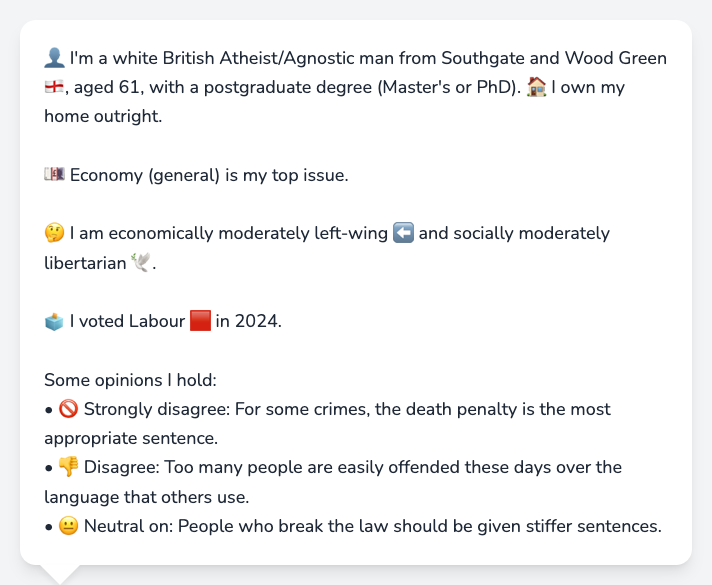 👤 I'm a white British Atheist/Agnostic man from Southgate and Wood Green
🏴󠁧󠁢󠁥󠁮󠁧󠁿, aged 61, with a postgraduate degree (Master's or PhD). 🏠 I own my
home outright.
💷 Economy (general) is my top issue.
🤔 I am economically moderately left-wing ⬅️ and socially moderately
libertarian 🕊️.
🗳️ I voted Labour 🟥 in 2024.
Some opinions I hold:
• 🚫 Strongly disagree: For some crimes, the death penalty is the most
appropriate sentence.
• 👎 Disagree: Too many people are easily offended these days over the
language that others use.
• 😐 Neutral on: People who break the law should be given stiffer sentences.